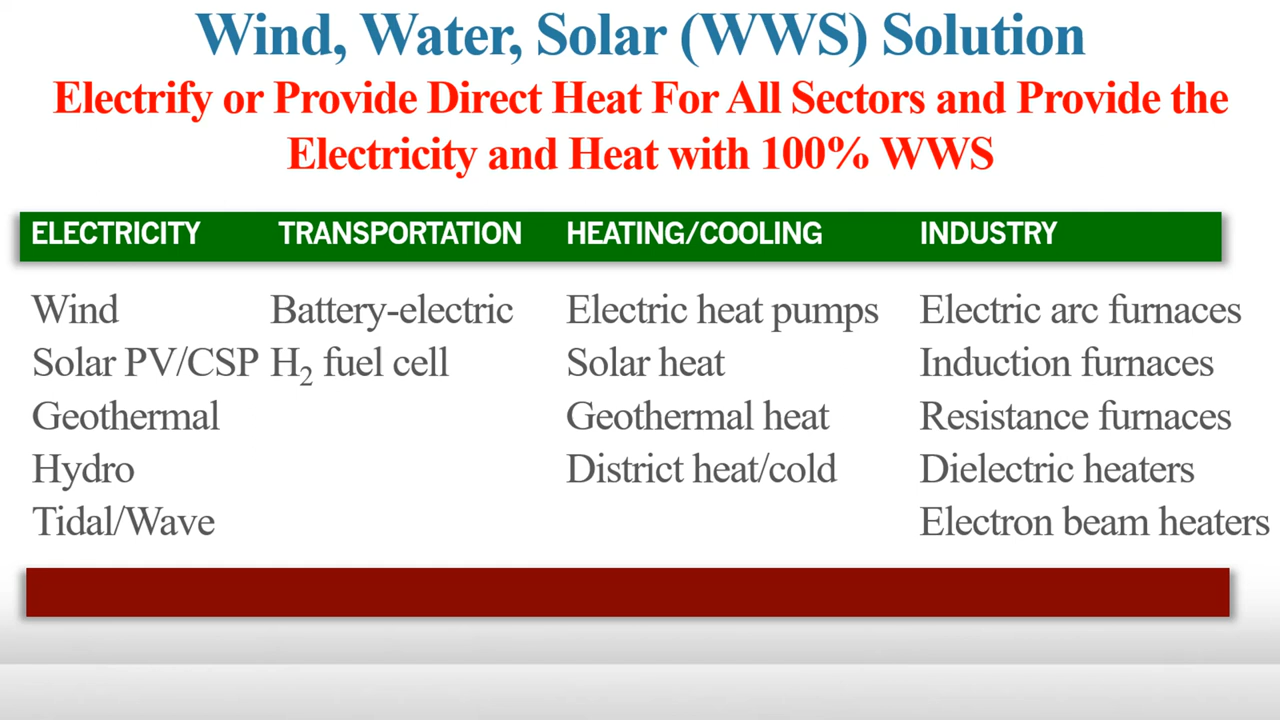 Wind, Water, Solar (WWS) Solution
Electrify or Provide Direct Heat For All Sectors and Provide the
Electricity and Heat with 100% WWS
ELECTRICITY TRANSPORTATION HEATING/COOLING INDUSTRY
Wind Battery-electric Electric heat pumps Electric arc furnaces
Solar PV/CSP H₂ fuel cell Solar heat Induction furnaces
Geothermal Geothermal heat Resistance furnaces
Hydro District heat/cold Dielectric heaters
Tidal/Wave Electron beam heaters